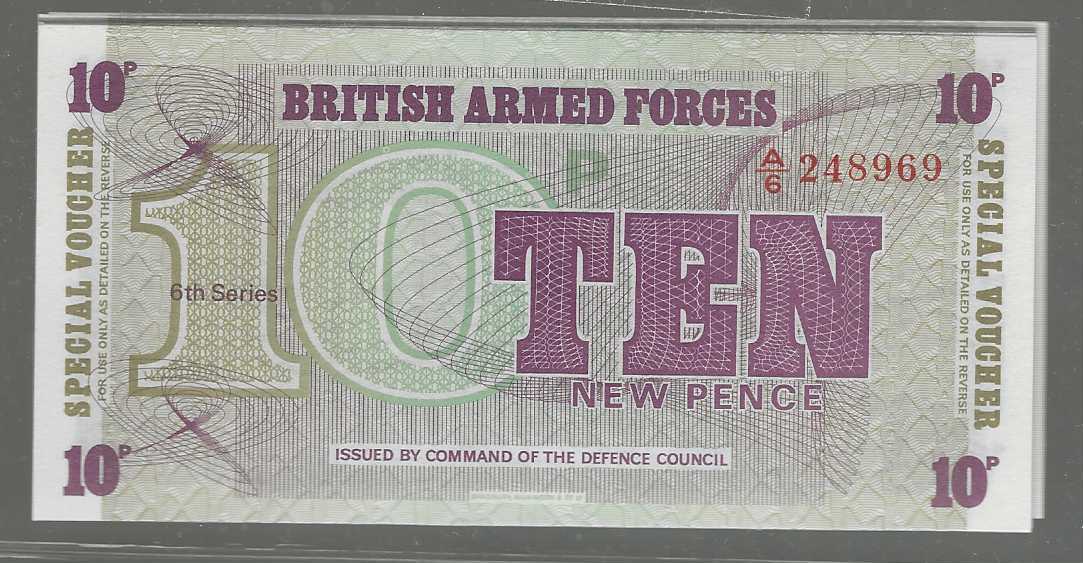 10P
10P
BRITISH ARMED FORCES
A/6 248969
10 P
TEN
NEW PENCE
6th Series
SPECIAL VOUCHER
FOR USE ONLY AS DETAILED ON THE REVERSE
SPECIAL VOUCHER
FOR USE ONLY AS DETAILED ON THE REVERSE
ISSUED BY COMMAND OF THE DEFENCE COUNCIL
10P
10P